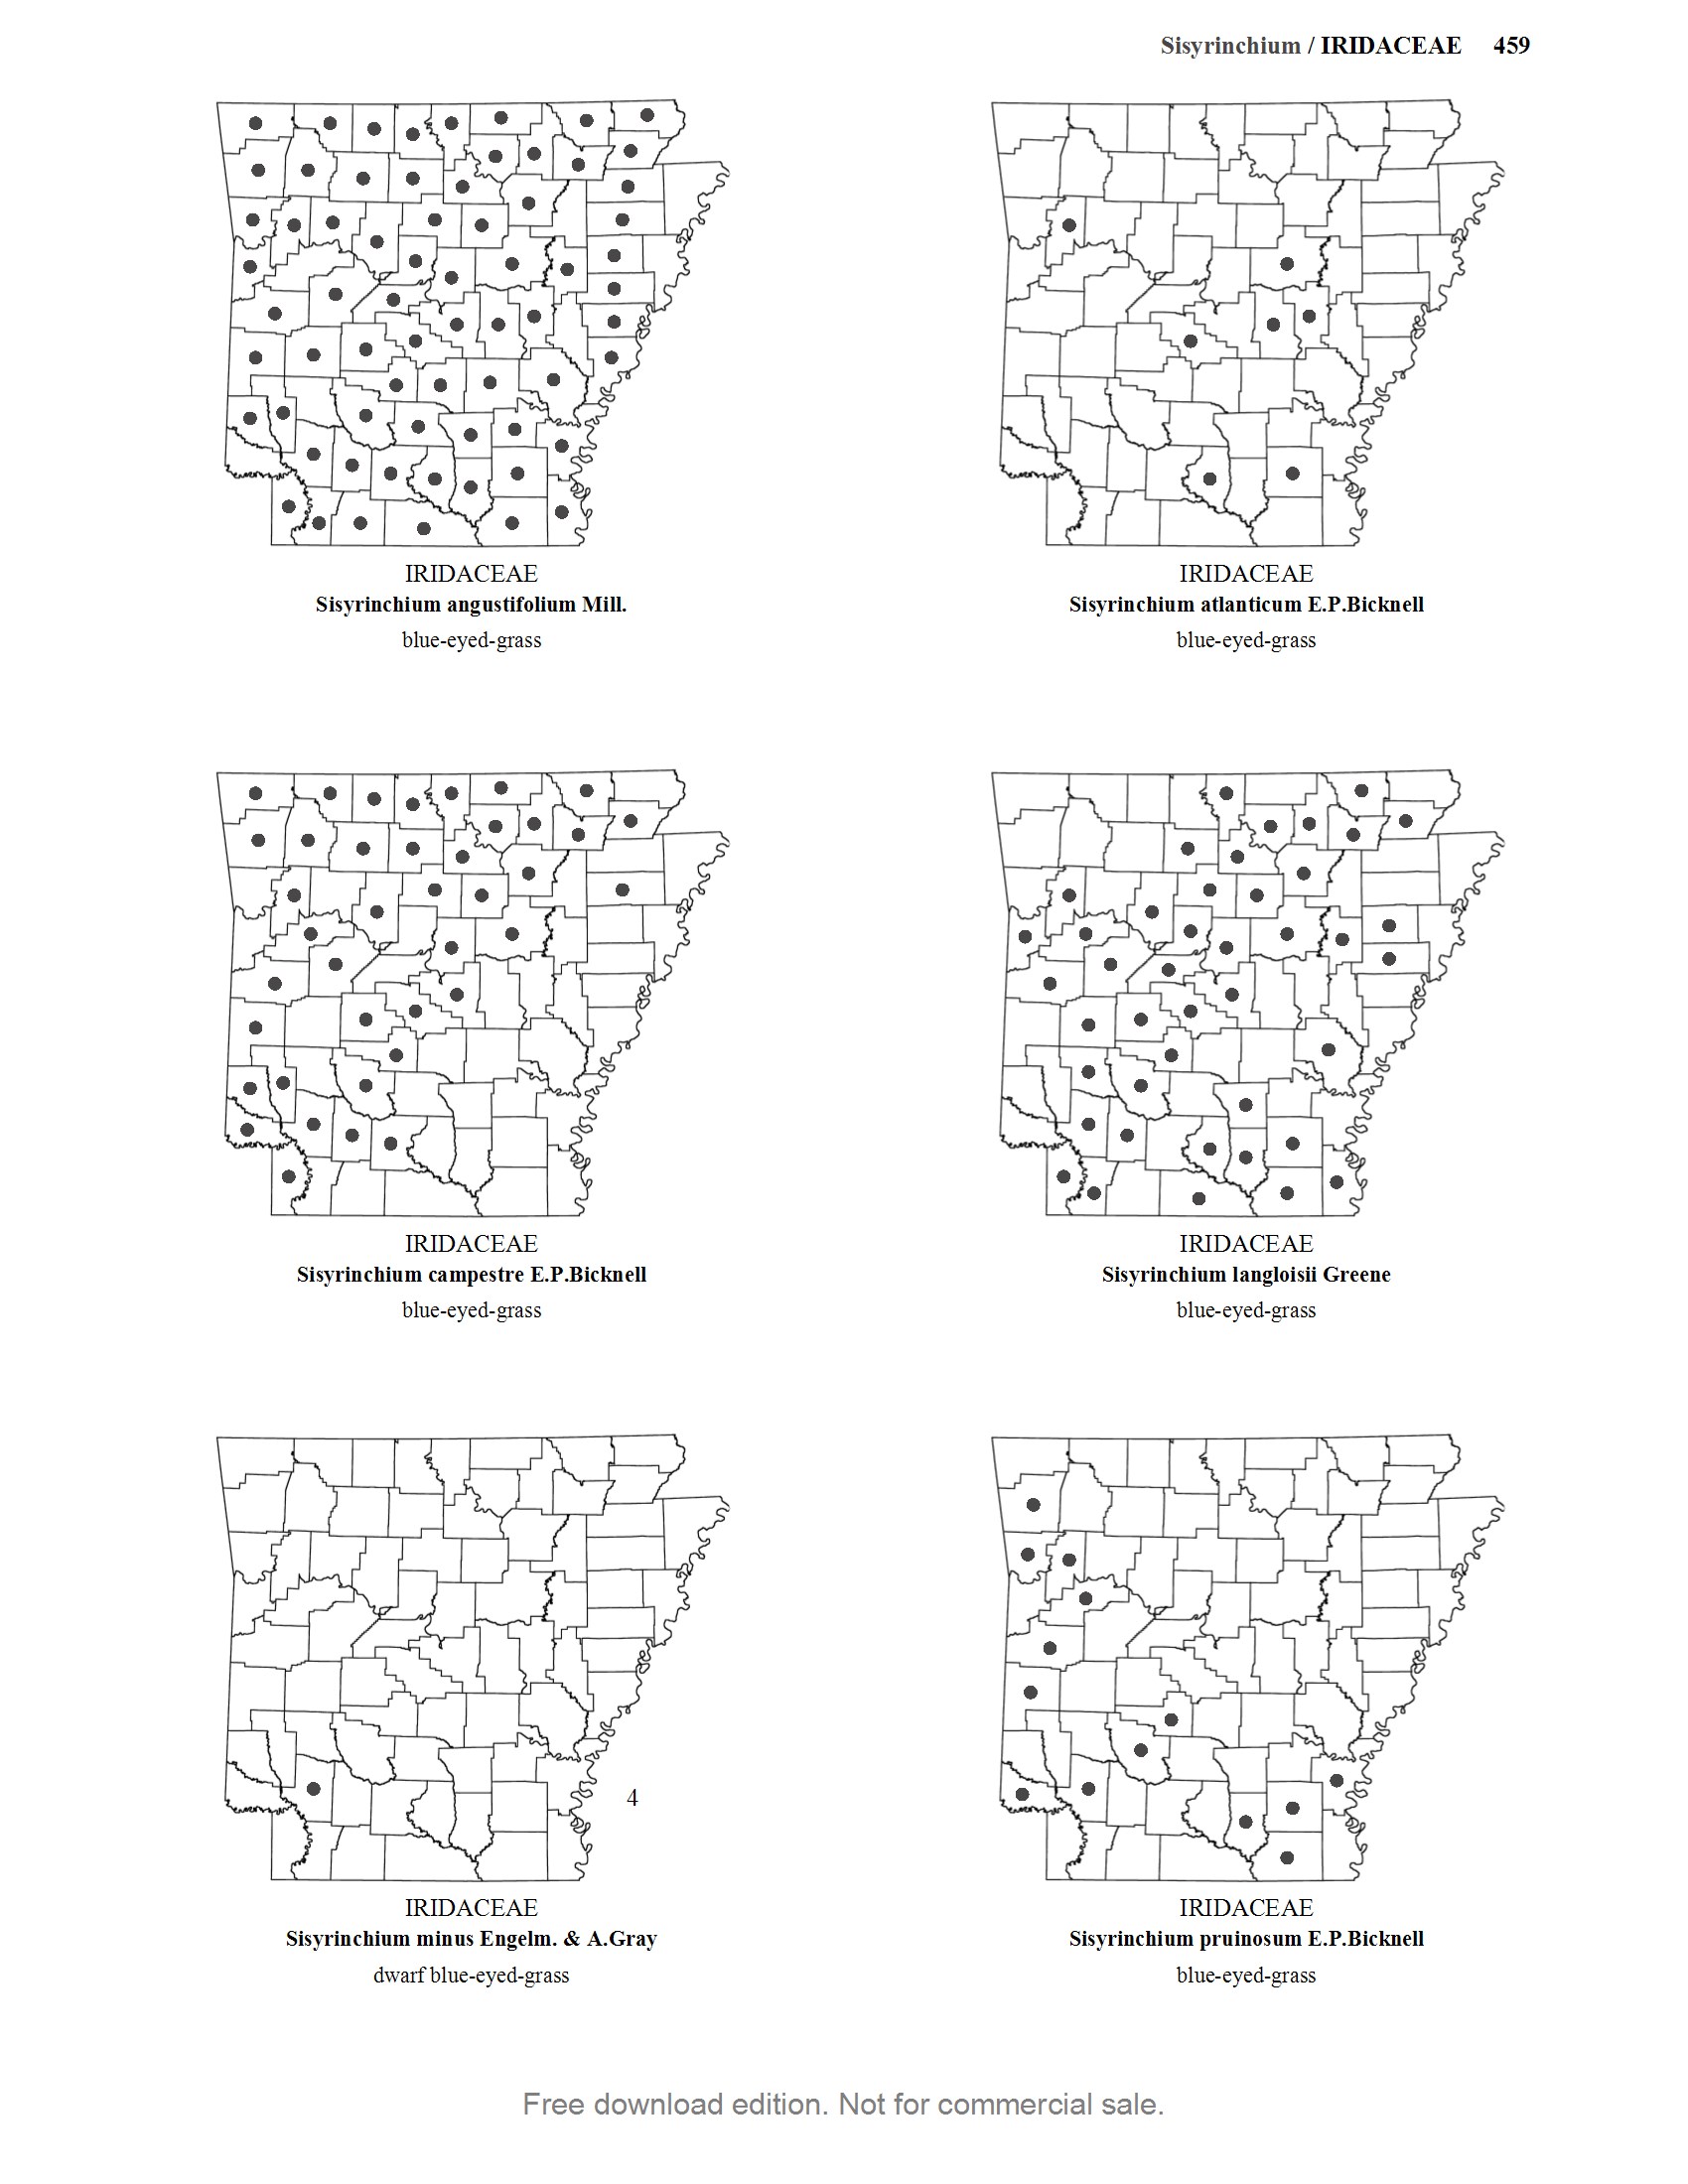 Sisyrinchium / IRIDACEAE 459
IRIDACEAE
Sisyrinchium angustifolium Mill.
blue-eyed-grass
IRIDACEAE
Sisyrinchium atlanticum E.P.Bicknell
blue-eyed-grass
IRIDACEAE
Sisyrinchium campestre E.P.Bicknell
blue-eyed-grass
IRIDACEAE
Sisyrinchium langloisii Greene
blue-eyed-grass
4
IRIDACEAE
Sisyrinchium minus Engelm. & A.Gray
dwarf blue-eyed-grass
IRIDACEAE
Sisyrinchium pruinosum E.P.Bicknell
blue-eyed-grass
Free download edition. Not for commercial sale.